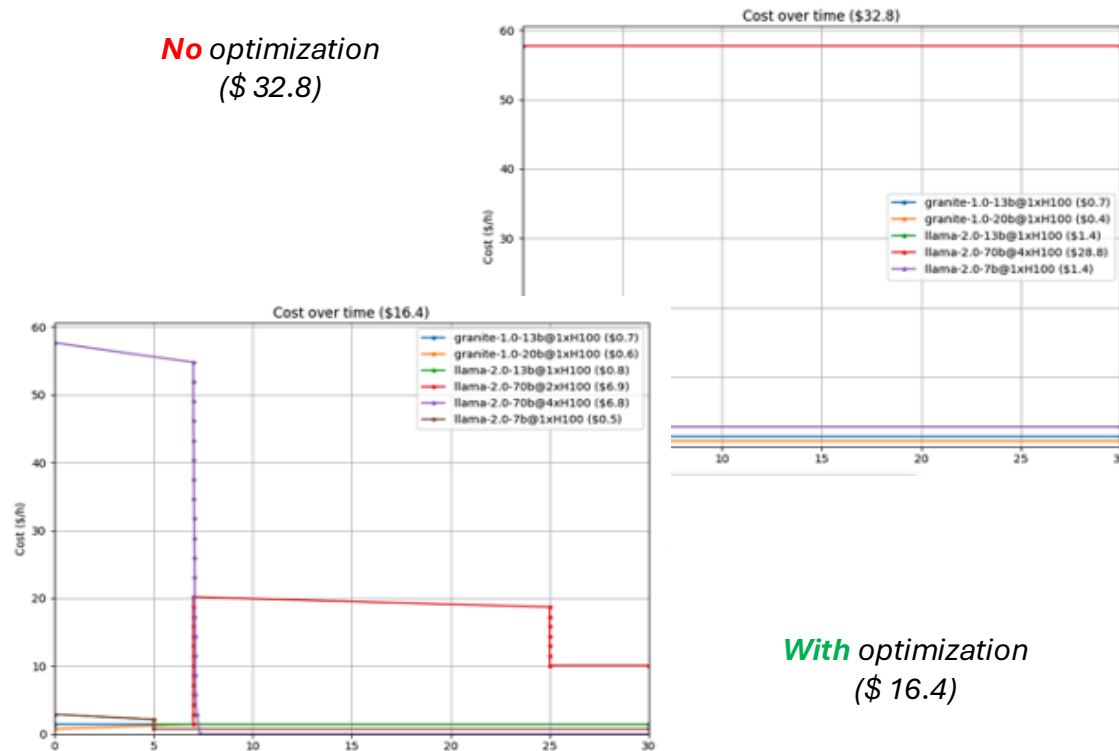 No optimization
($ 32.8)
Cost over time ($32.8)
60
50
40
30
Cost ($/h)
granite-1.0-13b@1xH100 ($0.7)
granite-1.0-20b@1xH100 ($0.4)
llama-2.0-13b@1xH100 ($1.4)
llama-2.0-70b@4xH100 ($28.8)
llama-2.0-7b@1xH100 ($1.4)
10
15
20
25
Cost over time ($16.4)
60
50
40
30
20
10
0
Cost ($/h)
granite-1.0-13b@1xH100 ($0.7)
granite-1.0-20b@1xH100 ($0.6)
llama-2.0-13b@1xH100 ($0.8)
llama-2.0-70b@2xH100 ($6.9)
llama-2.0-70b@4xH100 ($6.8)
llama-2.0-7b@1xH100 ($0.5)
0
5
10
15
20
25
30
With optimization
($ 16.4)